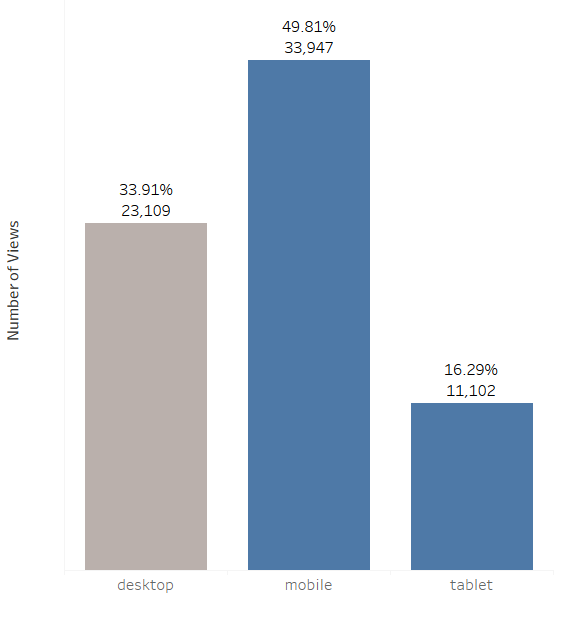 49.81%
33,947
33.91%
23,109
16.29%
11,102
Number of Views
desktop
mobile
tablet